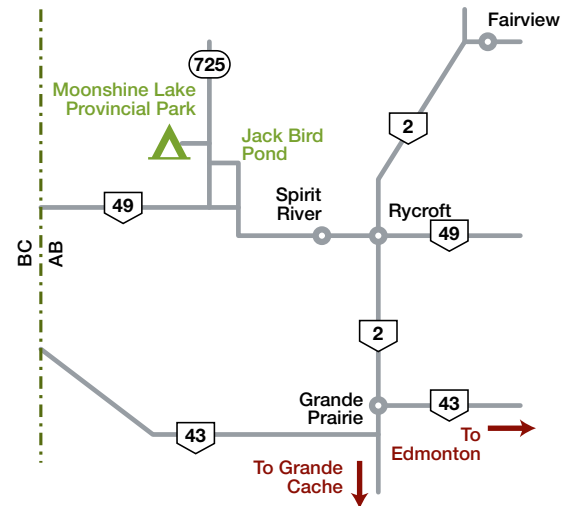 Fairview
725
Moonshine Lake
Provincial Park
2
Jack Bird
Pond
Spirit
River
Rycroft
49
49
BC
AB
2
Grande
Prairie
43
43
To
Edmonton
To Grande
Cache